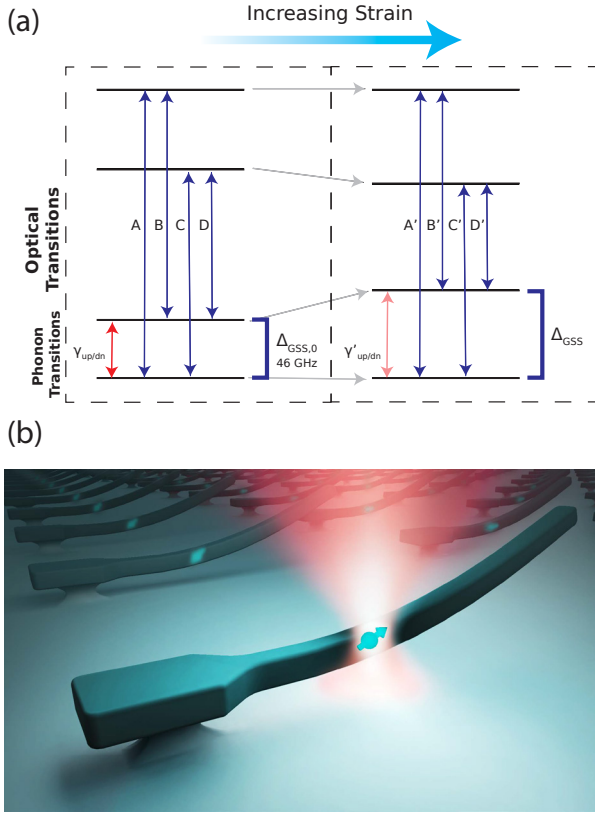 (a)
Increasing Strain
Optical
Transitions
Phonon
Transitions
A
B
C
D
A’
B’
C’
D’
γup/dn
ΔGSS,0
46 GHz
γ’up/dn
ΔGSS
(b)